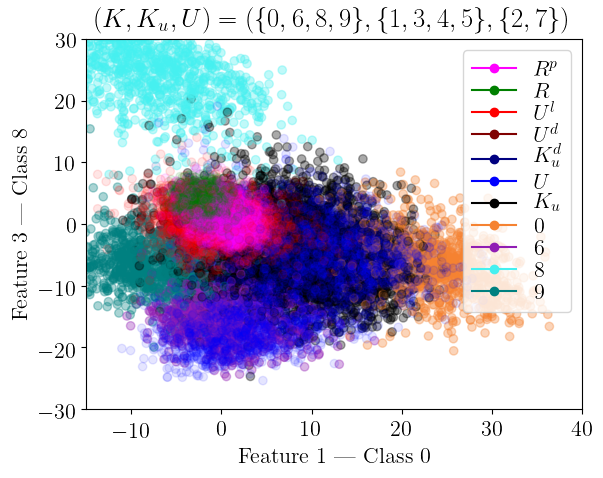 (K, K_u, U) = ({0, 6, 8, 9}, {1, 3, 4, 5}, {2, 7})
30
20
10
0
−10
−20
−30
Feature 3 — Class 8
R^p
R
U^l
U^d
K_u^d
U
K_u
0
6
8
9
−10
0
10
20
30
40
Feature 1 — Class 0